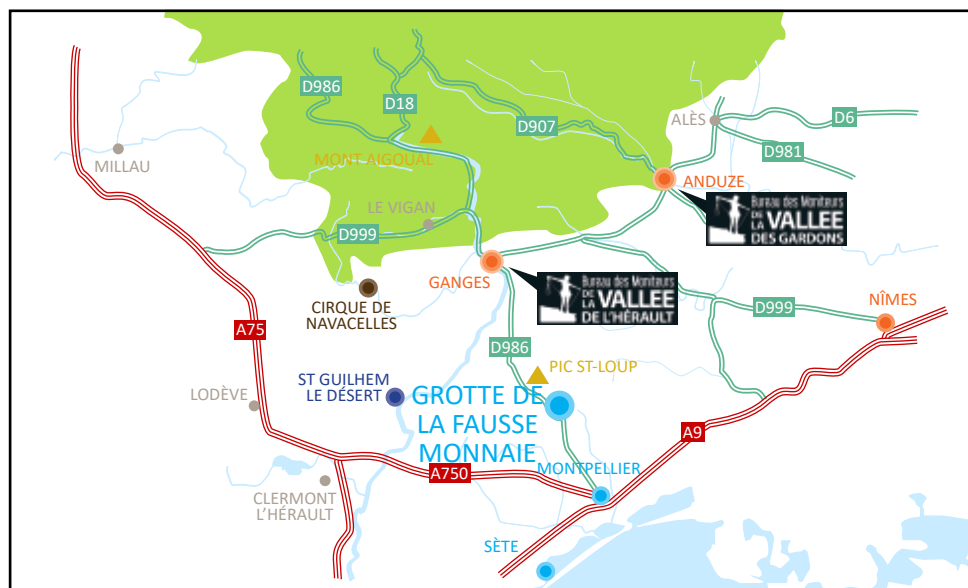 D986
D18
D907
ALÈS
D6
D981
MILLAU
MONT-AIGOUAL
ANDUZE
Bureau des Moniteurs
DE LA VALLEE
DES GARDONS
LE VIGAN
D999
GANGES
Bureau des Moniteurs
DE LA VALLEE
DE L'HÉRAULT
CIRQUE DE
NAVACELLES
NÎMES
D999
A75
D986
PIC ST-LOUP
ST GUILHEM
LE DÉSERT
LODÈVE
GROTTE DE
LA FAUSSE
MONNAIE
A9
A750
MONTPELLIER
CLERMONT
L'HÉRAULT
SÈTE